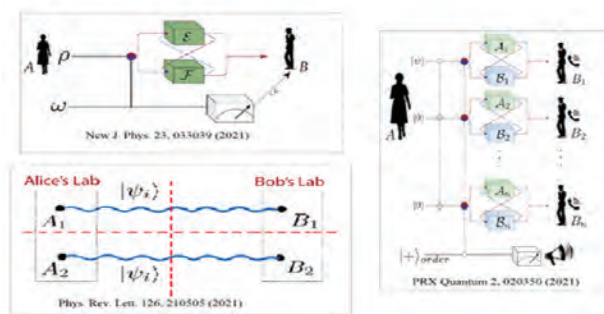 ε
A
ρ
F
B
ω
New J. Phys. 23, 033039 (2021)
Alice's Lab
|ψᵢ⟩
Bob's Lab
A₁
B₁
A₂
|ψᵢ⟩
B₂
Phys. Rev. Lett. 126, 210505 (2021)
A₁
|ψ⟩
B₁
B₁
A₂
|0⟩
B₂
B₂
A
Aₙ
|0⟩
Bₙ
Bₙ
|+⟩order
PRX Quantum 2, 020350 (2021)